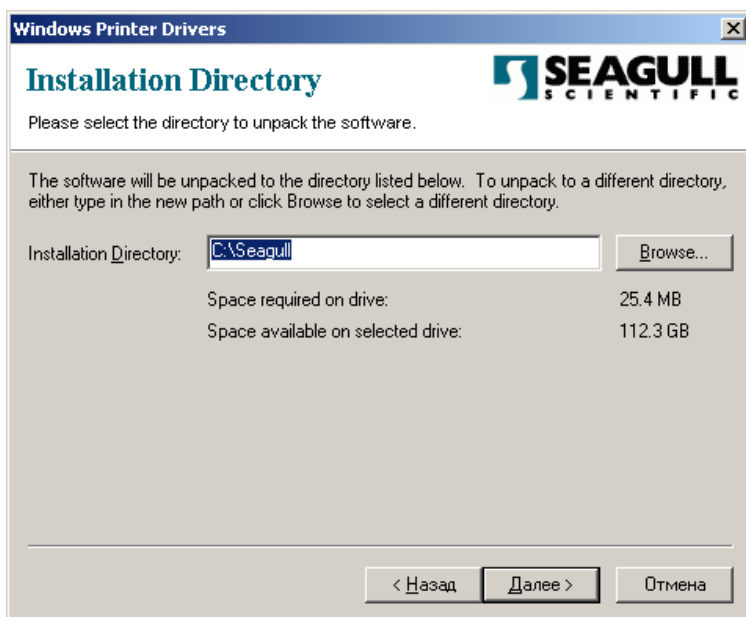 Windows Printer Drivers
Installation Directory
SEAGULL
SCIENTIFIC
Please select the directory to unpack the software.
The software will be unpacked to the directory listed below. To unpack to a different directory,
either type in the new path or click Browse to select a different directory.
Installation Directory: C:\Seagull Browse...
Space required on drive: 25.4 MB
Space available on selected drive: 112.3 GB
< Назад Далее > Отмена